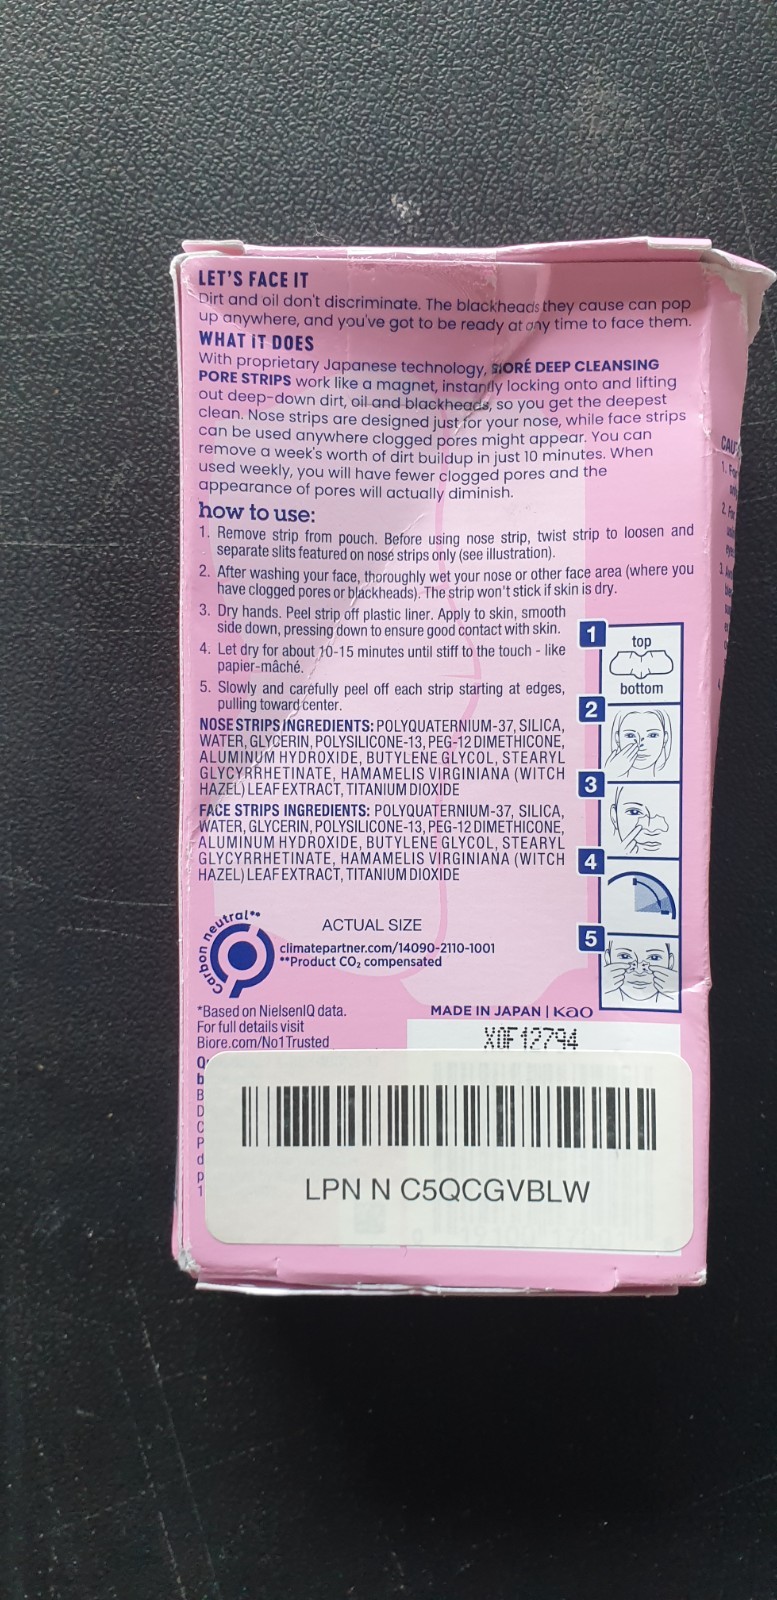 LET'S FACE IT
Dirt and oil don't discriminate. The blackheads they cause can pop
up anywhere, and you've got to be ready at any time to face them.
WHAT iT DOES
With proprietary Japanese technology, BIORÉ DEEP CLEANSING
PORE STRIPS work like a magnet, instantly locking onto and lifting
out deep-down dirt, oil and blackheads, so you get the deepest
clean. Nose strips are designed just for your nose, while face strips
can be used anywhere clogged pores might appear. You can
remove a week's worth of dirt buildup in just 10 minutes. When
used weekly, you will have fewer clogged pores and the
appearance of pores will actually diminish.
how to use:
1. Remove strip from pouch. Before using nose strip, twist strip to loosen and
separate slits featured on nose strips only (see illustration).
2. After washing your face, thoroughly wet your nose or other face area (where you
have clogged pores or blackheads). The strip won't stick if skin is dry.
3. Dry hands. Peel strip off plastic liner. Apply to skin, smooth
side down, pressing down to ensure good contact with skin.
4. Let dry for about 10-15 minutes until stiff to the touch - like
papier-mâché.
5. Slowly and carefully peel off each strip starting at edges,
pulling toward center.
1
top
bottom
2
3
4
5
NOSE STRIPS INGREDIENTS: POLYQUATERNIUM-37, SILICA,
WATER, GLYCERIN, POLYSILICONE-13, PEG-12 DIMETHICONE,
ALUMINUM HYDROXIDE, BUTYLENE GLYCOL, STEARYL
GLYCYRRHETINATE, HAMAMELIS VIRGINIANA (WITCH
HAZEL) LEAF EXTRACT, TITANIUM DIOXIDE
FACE STRIPS INGREDIENTS: POLYQUATERNIUM-37, SILICA,
WATER, GLYCERIN, POLYSILICONE-13, PEG-12 DIMETHICONE,
ALUMINUM HYDROXIDE, BUTYLENE GLYCOL, STEARYL
GLYCYRRHETINATE, HAMAMELIS VIRGINIANA (WITCH
HAZEL) LEAF EXTRACT, TITANIUM DIOXIDE
Carbon neutral**
ACTUAL SIZE
climatepartner.com/14090-2110-1001
**Product CO₂ compensated
*Based on NielsenIQ data.
For full details visit
Biore.com/No1Trusted
MADE IN JAPAN | Kao
X0F12794
LPN N C5QCGVBLW